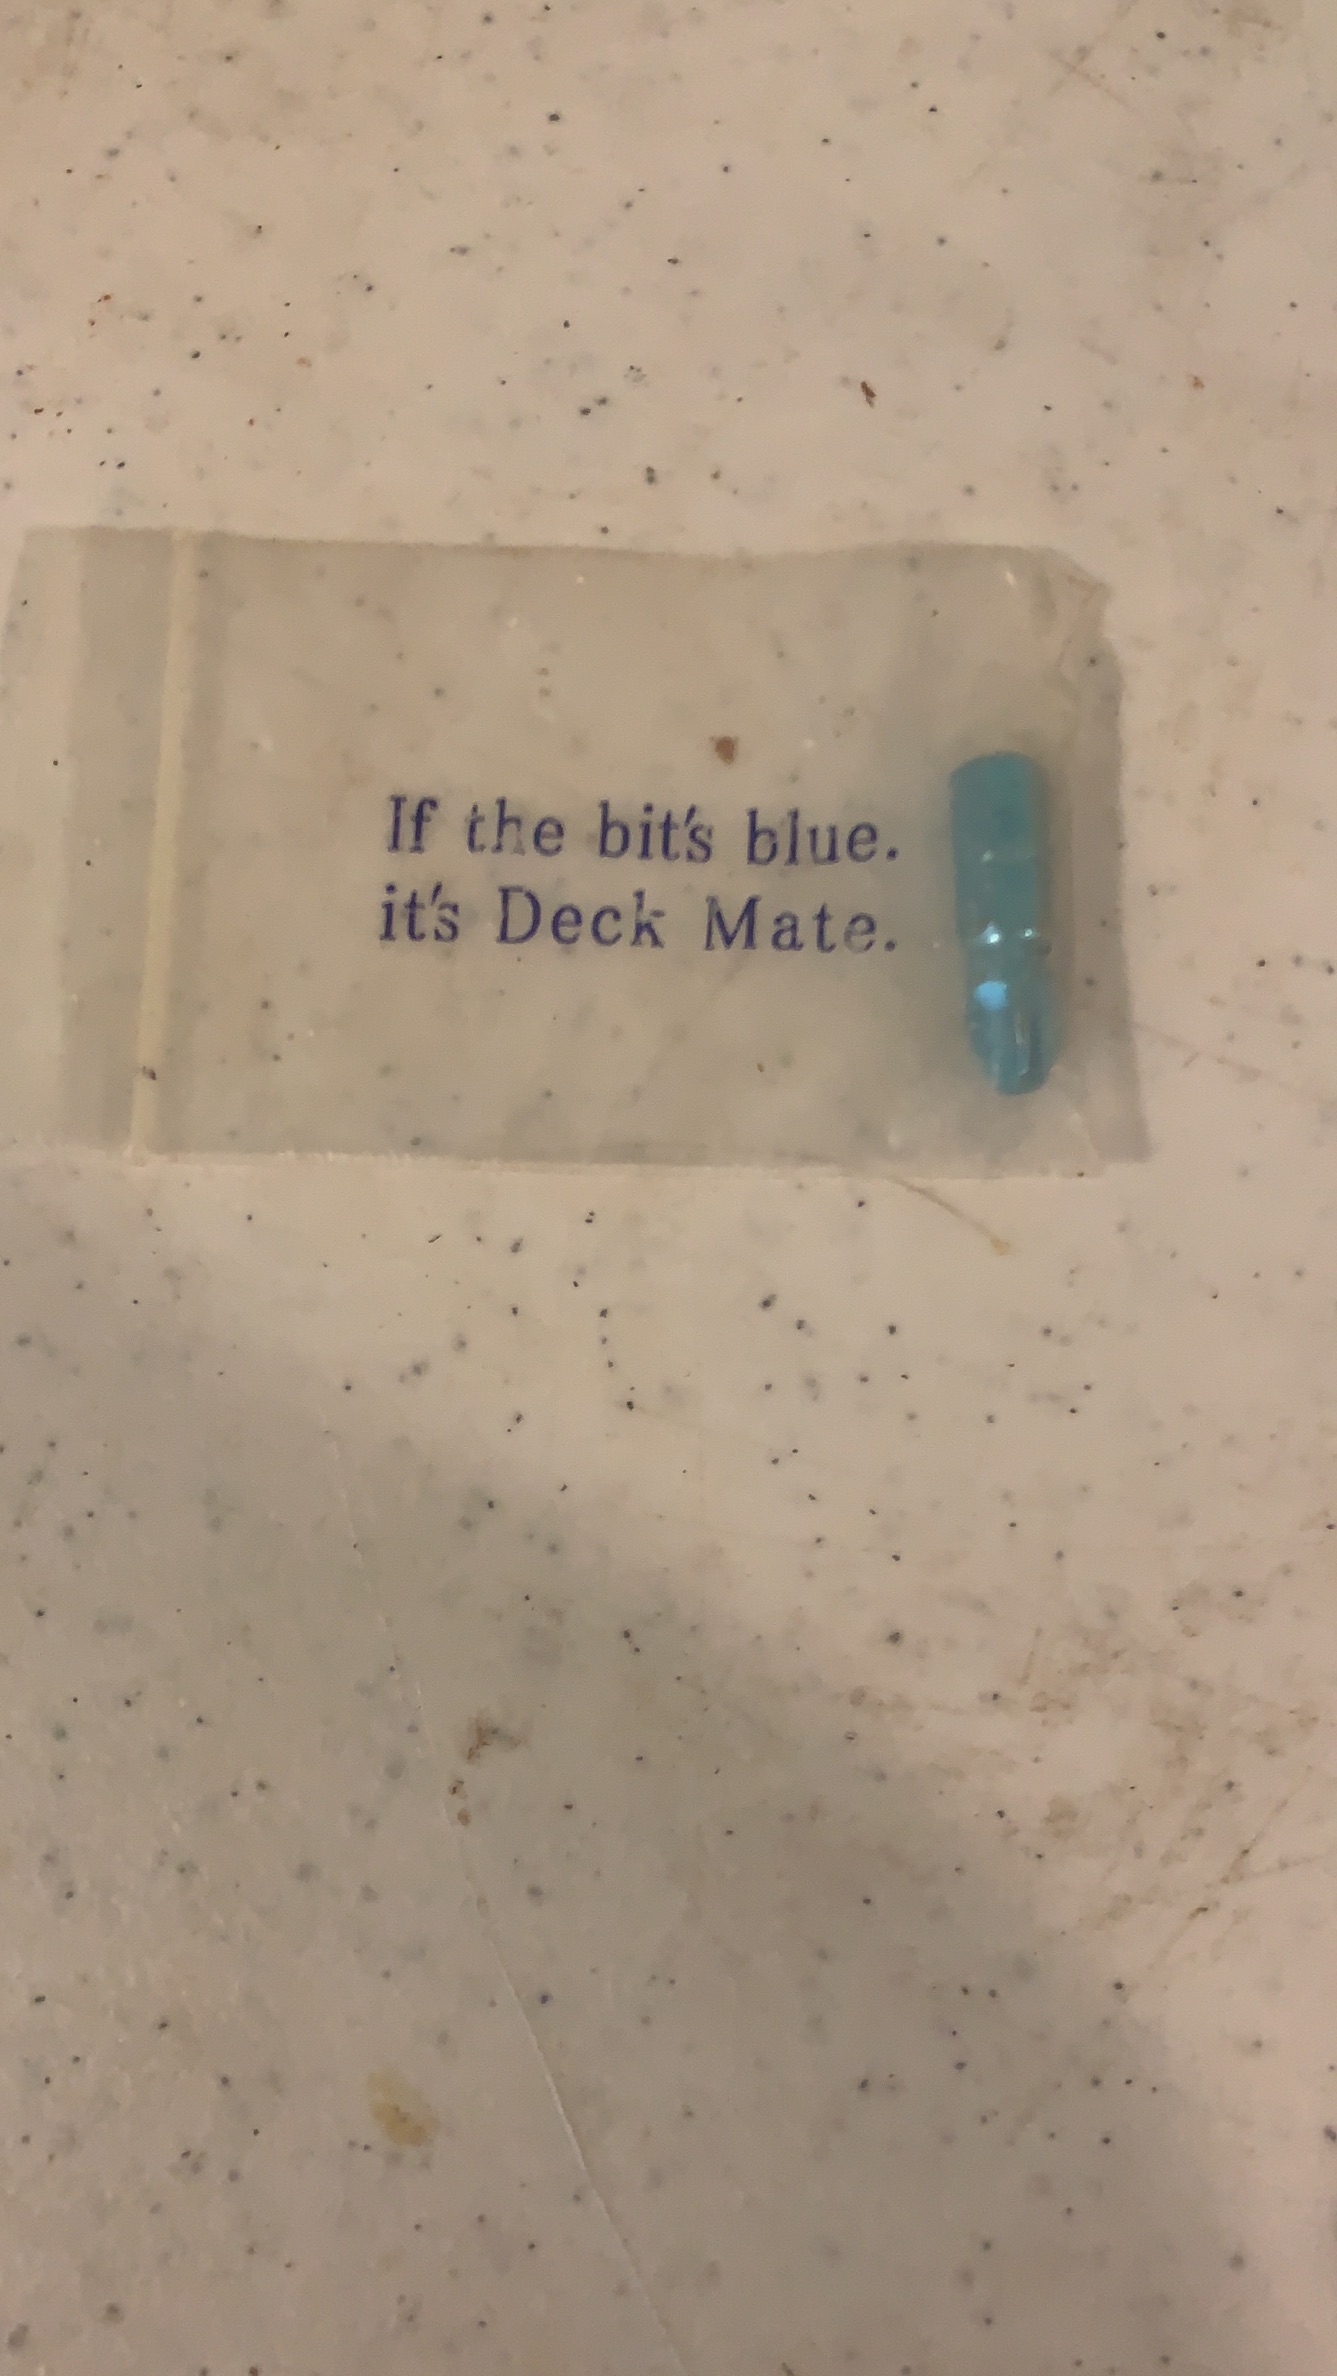 If the bit's blue.
it's Deck Mate.